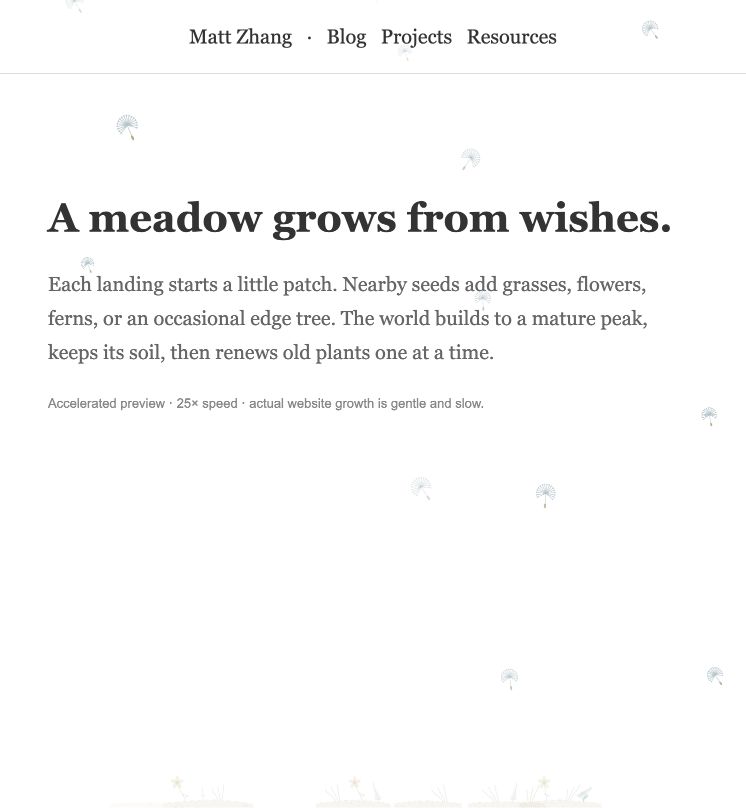 Matt Zhang · Blog Projects Resources
A meadow grows from wishes.
Each landing starts a little patch. Nearby seeds add grasses, flowers,
ferns, or an occasional edge tree. The world builds to a mature peak,
keeps its soil, then renews old plants one at a time.
Accelerated preview · 25× speed · actual website growth is gentle and slow.